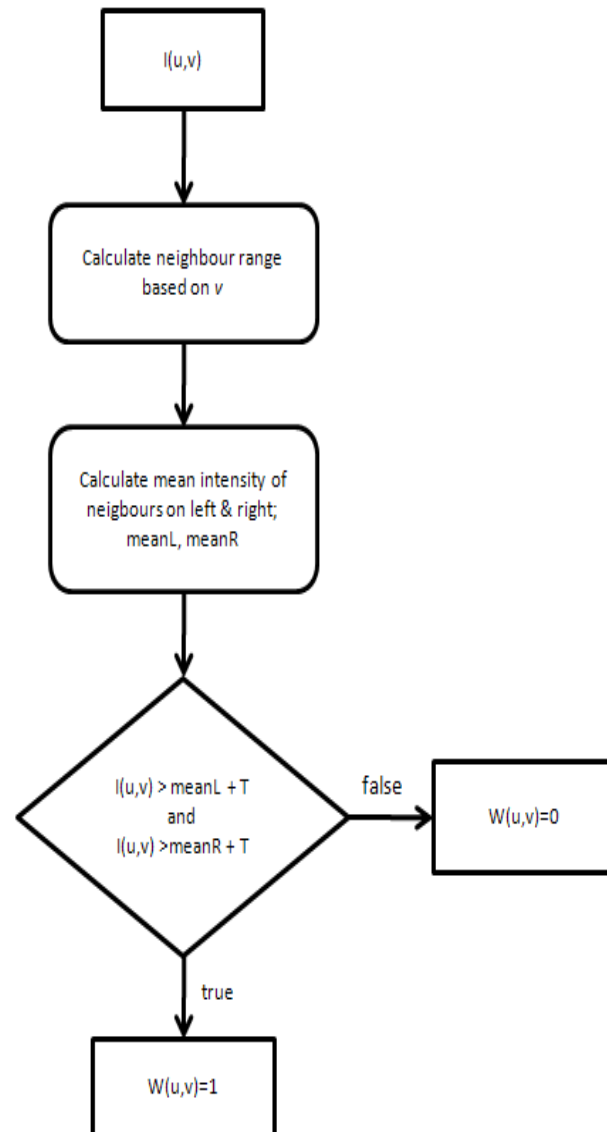 I(u,v)
Calculate neighbour range
based on v
Calculate mean intensity of
neigbours on left & right;
meanL, meanR
I(u,v) > meanL + T
and
I(u,v) >meanR + T
false
W(u,v)=0
true
W(u,v)=1